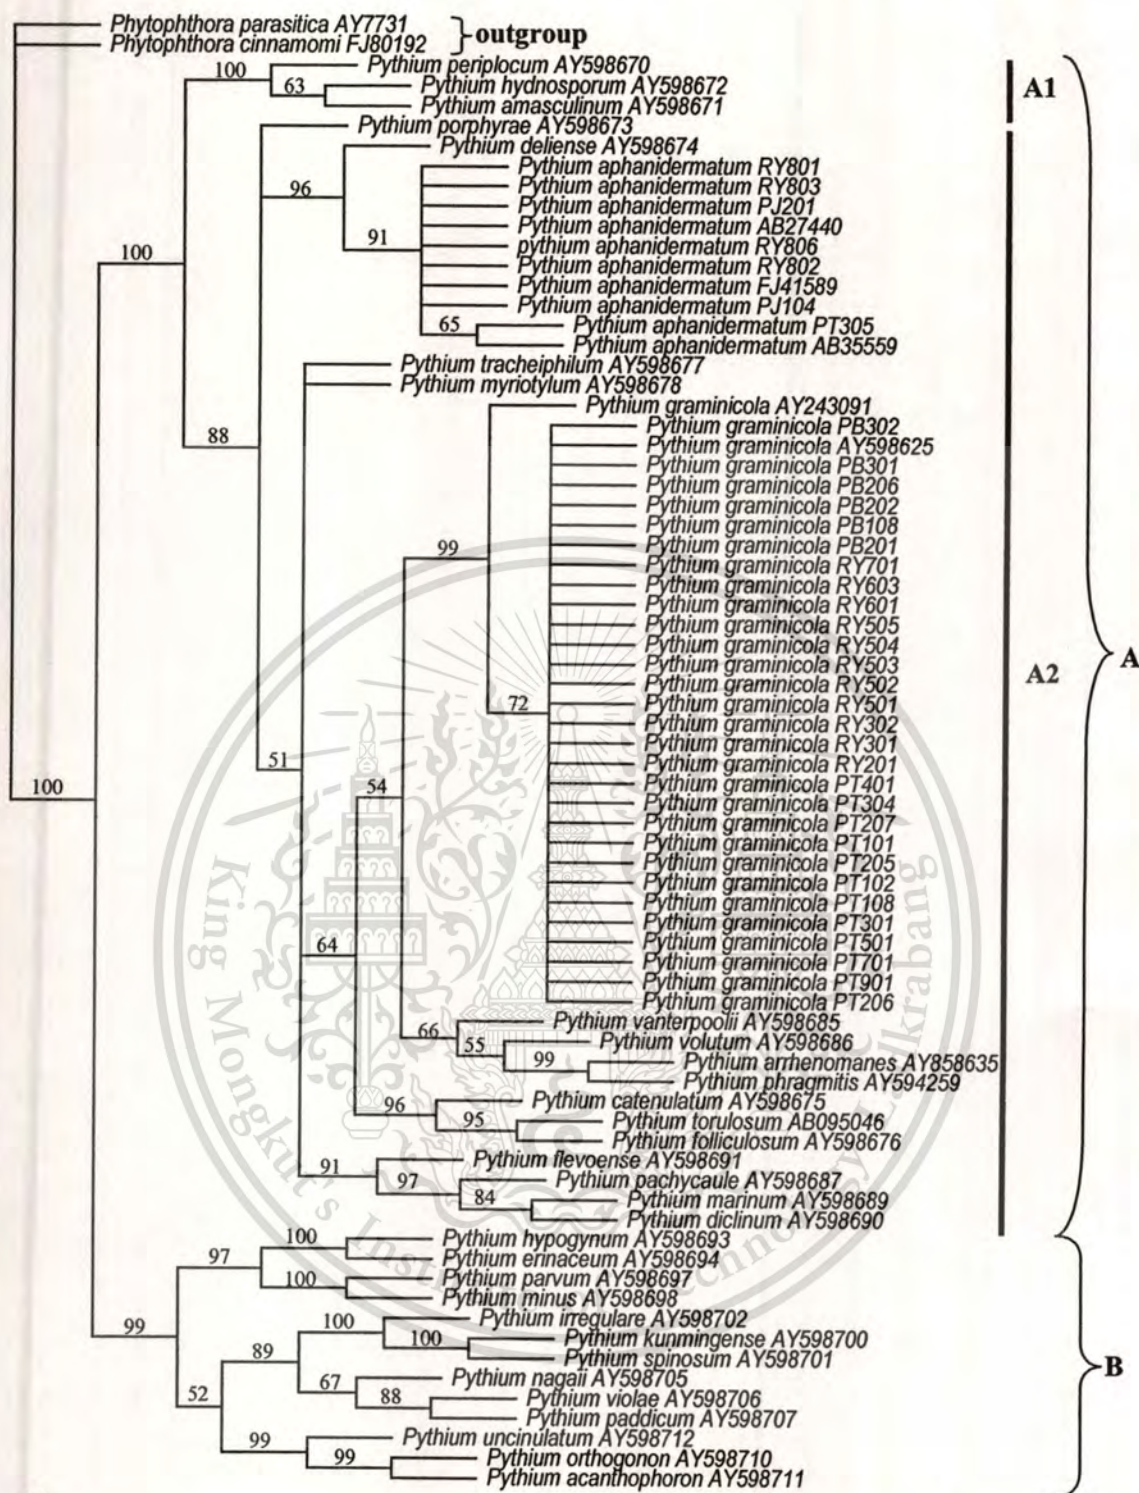 Phytophthora parasitica AY7731
Phytophthora cinnamomi FJ80192
outgroup
Pythium periplocum AY598670
100
Pythium hydnosporum AY598672
63
A1
Pythium amasculinum AY598671
Pythium porphyrae AY598673
Pythium deliense AY598674
Pythium aphanidermatum RY801
Pythium aphanidermatum RY803
96
Pythium aphanidermatum PJ201
Pythium aphanidermatum AB27440
91
pythium aphanidermatum RY806
100
Pythium aphanidermatum RY802
Pythium aphanidermatum FJ41589
Pythium aphanidermatum PJ104
65
Pythium aphanidermatum PT305
Pythium aphanidermatum AB35559
Pythium tracheiphilum AY598677
Pythium myriotylum AY598678
Pythium graminicola AY243091
Pythium graminicola PB302
88
Pythium graminicola AY598625
Pythium graminicola PB301
Pythium graminicola PB206
Pythium graminicola PB202
Pythium graminicola PB108
Pythium graminicola PB201
99
Pythium graminicola RY701
Pythium graminicola RY603
Pythium graminicola RY601
Pythium graminicola RY505
Pythium graminicola RY504
A
Pythium graminicola RY503
A2
Pythium graminicola RY502
72
Pythium graminicola RY501
Pythium graminicola RY302
Pythium graminicola RY301
51
Pythium graminicola RY201
100
54
Pythium graminicola PT401
Pythium graminicola PT304
Pythium graminicola PT207
Pythium graminicola PT101
Pythium graminicola PT205
Pythium graminicola PT102
Pythium graminicola PT108
Pythium graminicola PT301
64
Pythium graminicola PT501
Pythium graminicola PT701
Pythium graminicola PT901
Pythium graminicola PT206
Pythium vanterpoolii AY598685
66
55
Pythium volutum AY598686
99
Pythium arrhenomanes AY858635
Pythium phragmitis AY594259
96
Pythium catenulatum AY598675
95
Pythium torulosum AB095046
Pythium folliculosum AY598676
91
Pythium flevoense AY598691
97
Pythium pachycaule AY598687
84
Pythium marinum AY598689
Pythium diclinum AY598690
100
Pythium hypogynum AY598693
97
Pythium erinaceum AY598694
100
Pythium parvum AY598697
Pythium minus AY598698
99
100
Pythium irregulare AY598702
100
Pythium kunmingense AY598700
89
Pythium spinosum AY598701
B
67
Pythium nagaii AY598705
52
88
Pythium violae AY598706
Pythium paddicum AY598707
99
Pythium uncinulatum AY598712
99
Pythium orthogonon AY598710
Pythium acanthophoron AY598711
King Mongkut's Institute of Technology Ladkrabang